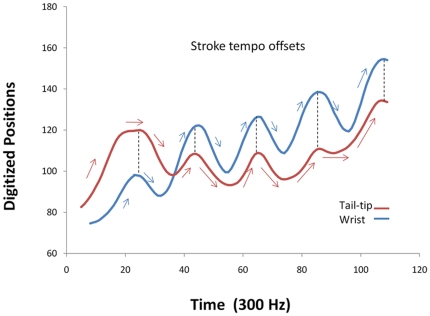 180
160
140
120
100
80
60
Digitized Positions
Stroke tempo offsets
Tail-tip
Wrist
0
20
40
60
80
100
120
Time (300 Hz)